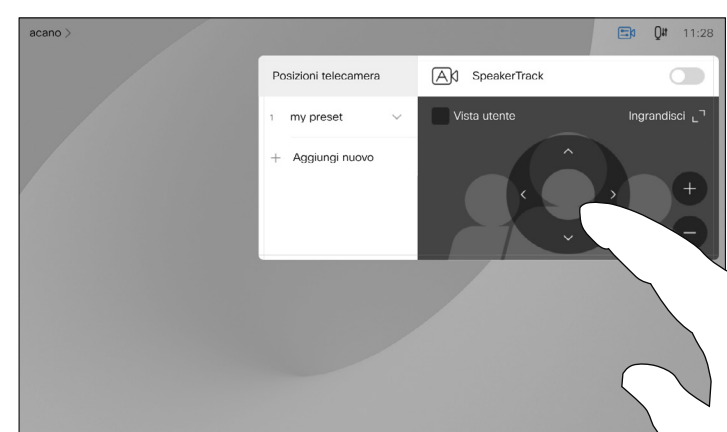 acano >
11:28
Posizioni telecamera
SpeakerTrack
1 my preset
Vista utente
Ingrandisci
+ Aggiungi nuovo